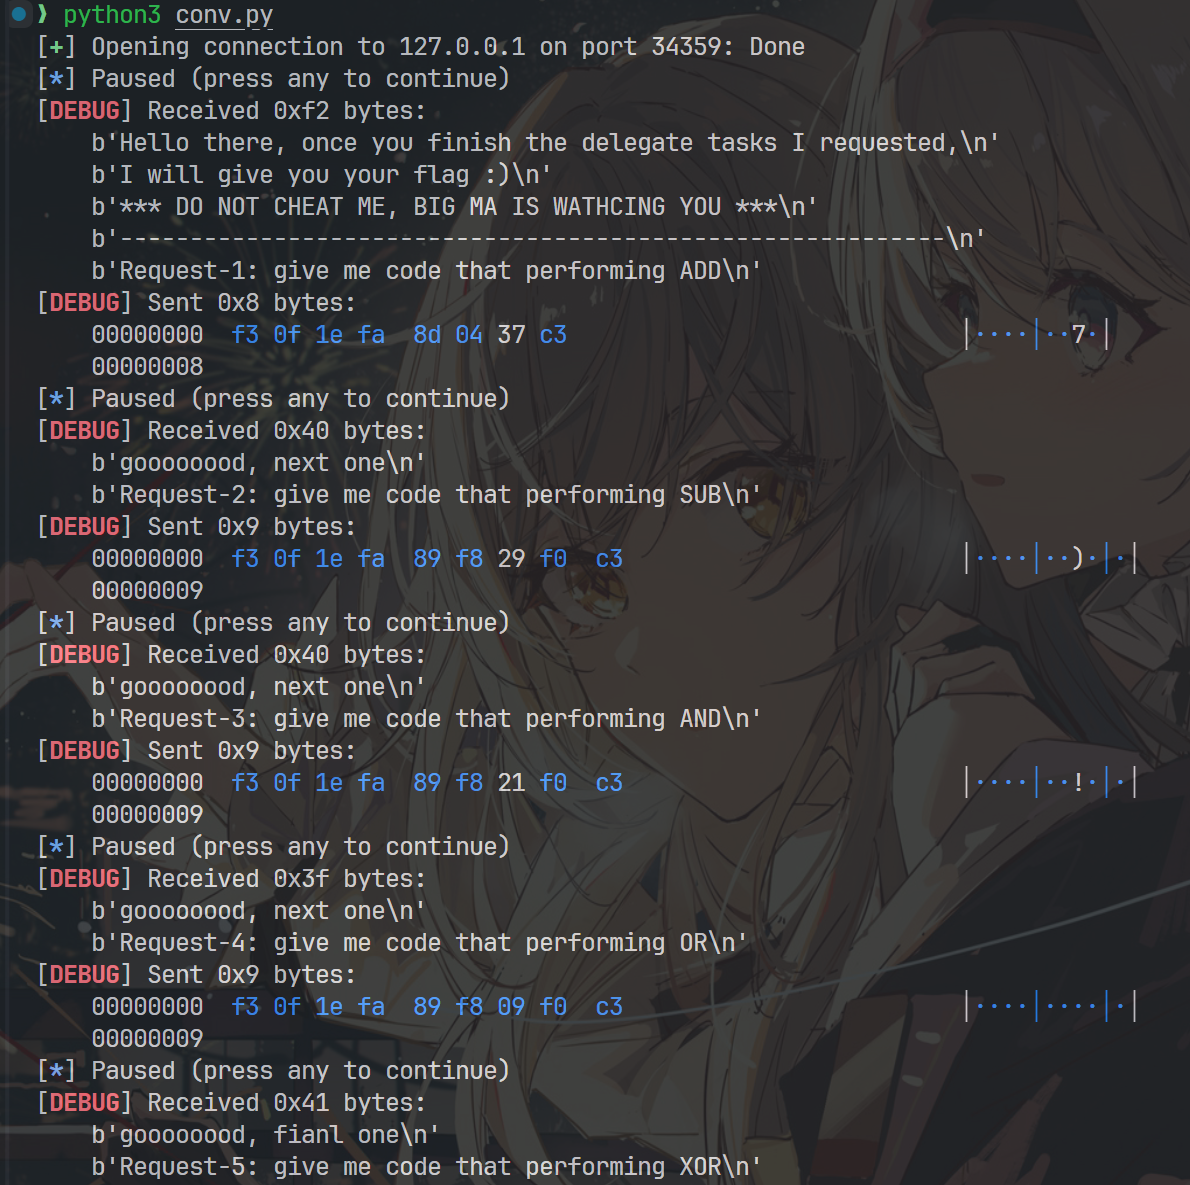 ❯ python3 conv.py
[+] Opening connection to 127.0.0.1 on port 34359: Done
[*] Paused (press any to continue)
[DEBUG] Received 0xf2 bytes:
    b'Hello there, once you finish the delegate tasks I requested,\n'
    b'I will give you your flag :)\n'
    b'*** DO NOT CHEAT ME, BIG MA IS WATHCING YOU ***\n'
    b'-----------------------------------------------------------\n'
    b'Request-1: give me code that performing ADD\n'
[DEBUG] Sent 0x8 bytes:
    00000000  f3 0f 1e fa  8d 04 37 c3                            │····│··7·│
    00000008
[*] Paused (press any to continue)
[DEBUG] Received 0x40 bytes:
    b'goooooood, next one\n'
    b'Request-2: give me code that performing SUB\n'
[DEBUG] Sent 0x9 bytes:
    00000000  f3 0f 1e fa  89 f8 29 f0  c3                        │····│··)·│·│
    00000009
[*] Paused (press any to continue)
[DEBUG] Received 0x40 bytes:
    b'goooooood, next one\n'
    b'Request-3: give me code that performing AND\n'
[DEBUG] Sent 0x9 bytes:
    00000000  f3 0f 1e fa  89 f8 21 f0  c3                        │····│··!·│·│
    00000009
[*] Paused (press any to continue)
[DEBUG] Received 0x3f bytes:
    b'goooooood, next one\n'
    b'Request-4: give me code that performing OR\n'
[DEBUG] Sent 0x9 bytes:
    00000000  f3 0f 1e fa  89 f8 09 f0  c3                        │····│····│·│
    00000009
[*] Paused (press any to continue)
[DEBUG] Received 0x41 bytes:
    b'goooooood, fianl one\n'
    b'Request-5: give me code that performing XOR\n'